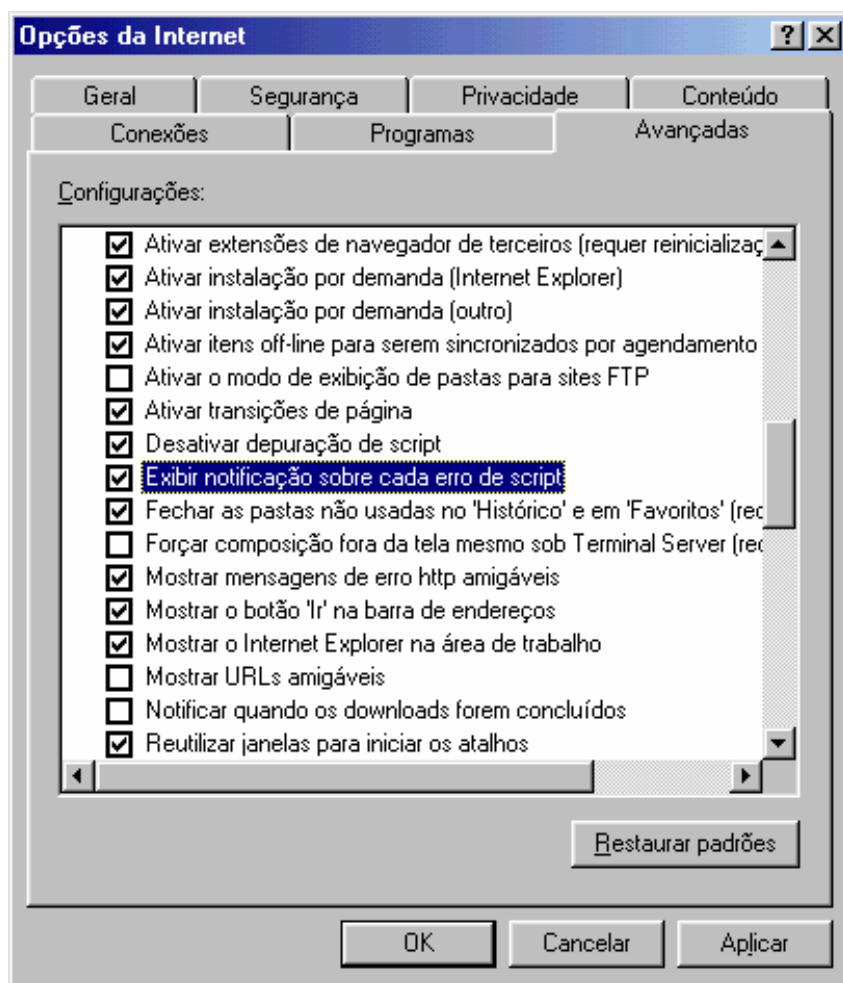 Opções da Internet
Geral Segurança Privacidade Conteúdo
Conexões Programas Avançadas
Configurações:
Ativar extensões de navegador de terceiros (requer reinicializaç
Ativar instalação por demanda (Internet Explorer)
Ativar instalação por demanda (outro)
Ativar itens off-line para serem sincronizados por agendamento
Ativar o modo de exibição de pastas para sites FTP
Ativar transições de página
Desativar depuração de script
Exibir notificação sobre cada erro de script
Fechar as pastas não usadas no 'Histórico' e em 'Favoritos' (rec
Forçar composição fora da tela mesmo sob Terminal Server (rec
Mostrar mensagens de erro http amigáveis
Mostrar o botão 'Ir' na barra de endereços
Mostrar o Internet Explorer na área de trabalho
Mostrar URLs amigáveis
Notificar quando os downloads forem concluídos
Reutilizar janelas para iniciar os atalhos
Restaurar padrões
OK Cancelar Aplicar